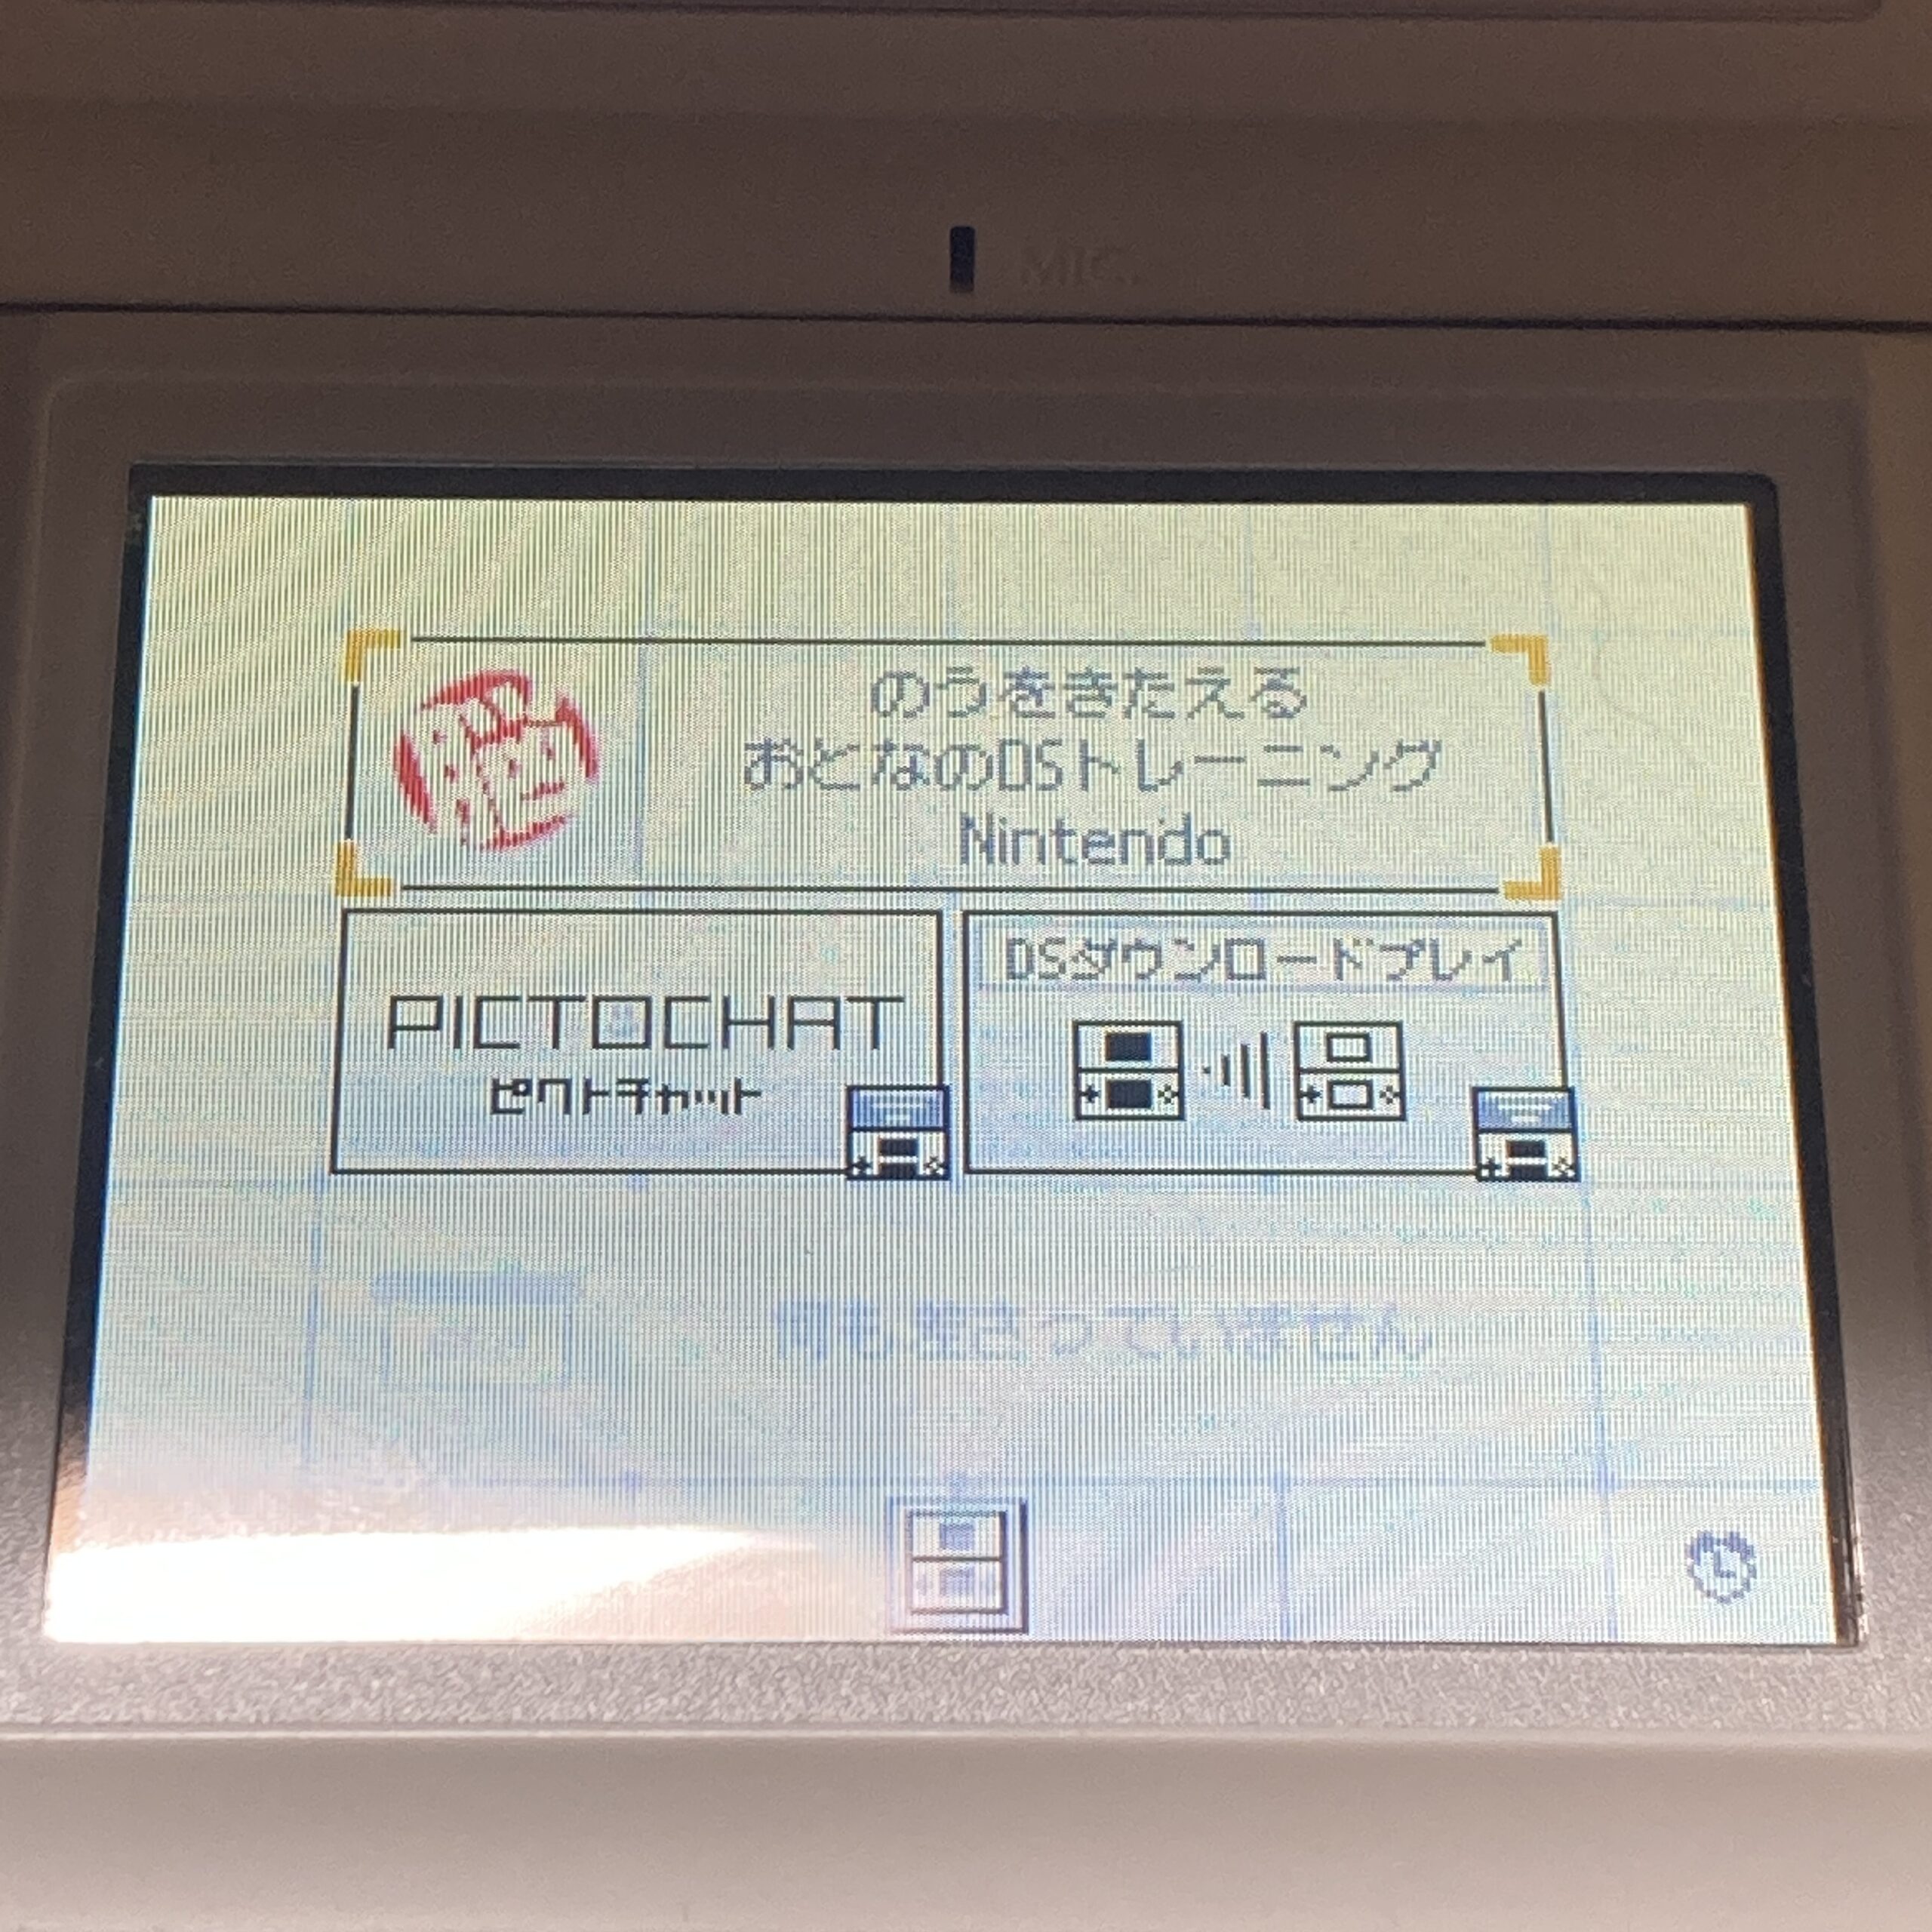 MIC.
のうをきたえる
おとなのDSトレーニング
Nintendo
PICTOCHAT
ピクトチャット
DSダウンロードプレイ